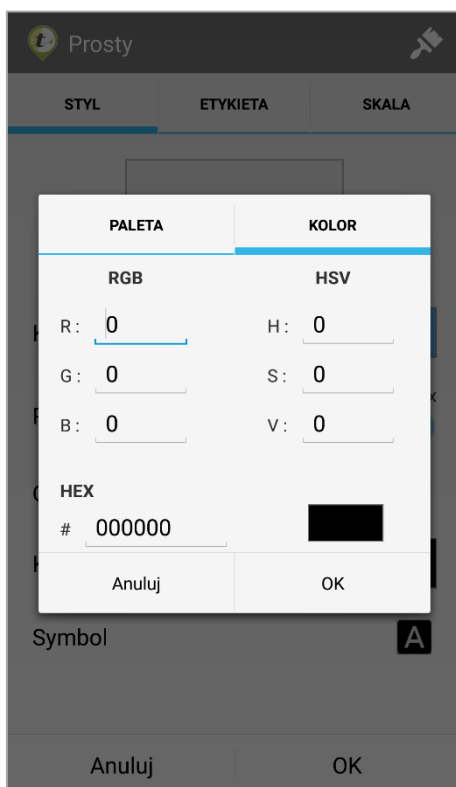 t
Prosty
STYL ETYKIETA SKALA
PALETA KOLOR
RGB HSV
R: 0 H: 0
G: 0 S: 0
B: 0 V: 0
HEX
# 000000
Anuluj OK
Symbol A
Anuluj OK